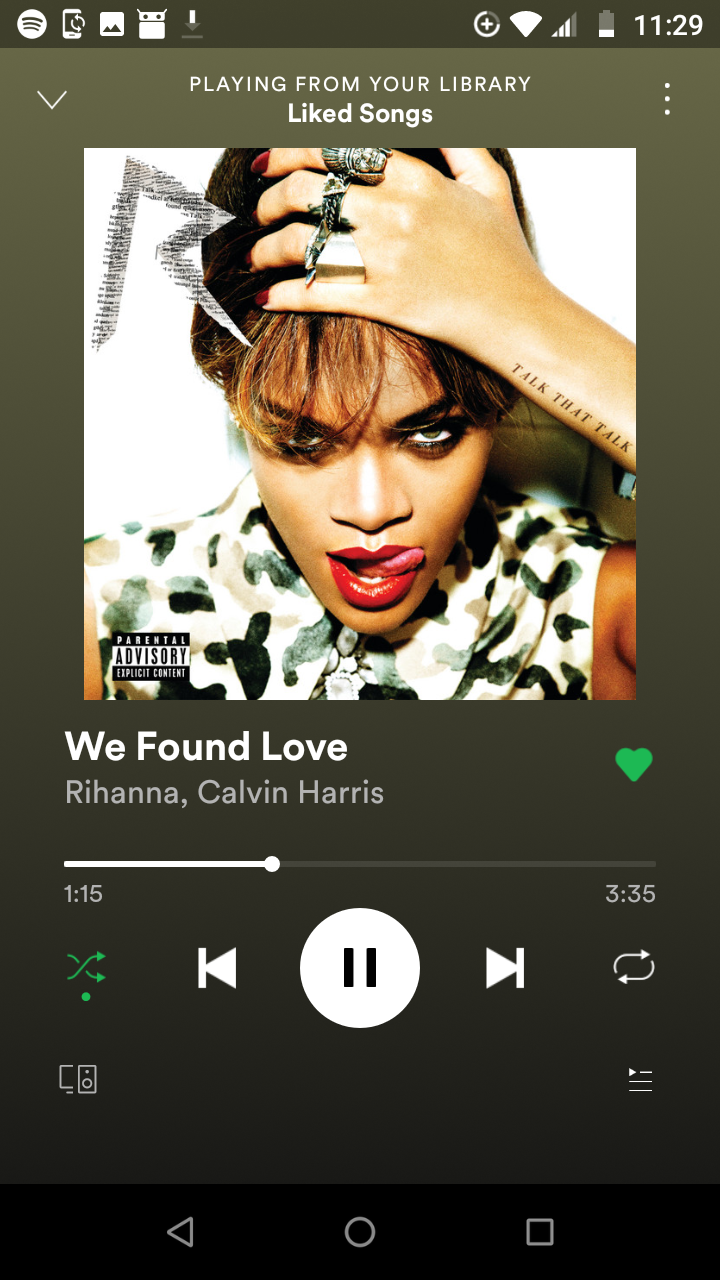 11:29
PLAYING FROM YOUR LIBRARY
Liked Songs
TALK THAT TALK
PARENTAL
ADVISORY
EXPLICIT CONTENT
We Found Love
Rihanna, Calvin Harris
1:15
3:35